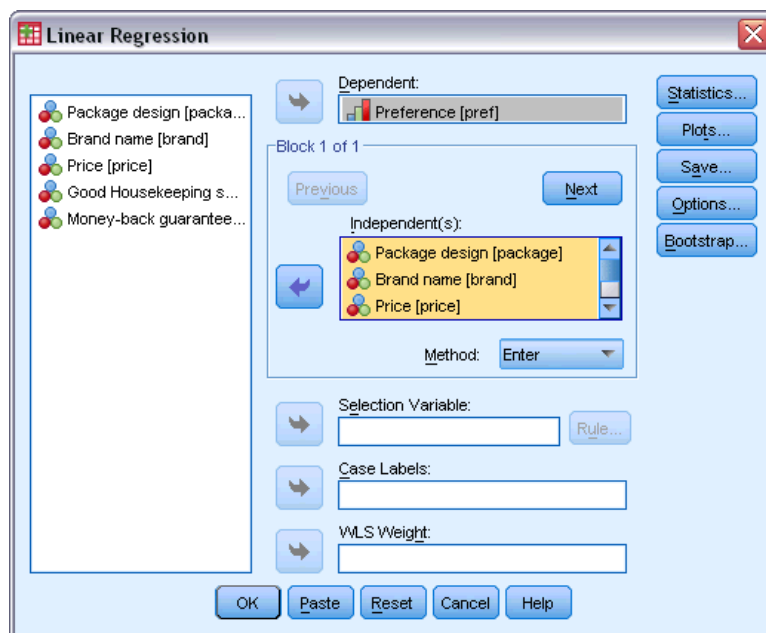 Linear Regression
Package design [packa...
Brand name [brand]
Price [price]
Good Housekeeping s...
Money-back guarantee...
Dependent:
Preference [pref]
Block 1 of 1
Previous
Next
Independent(s):
Package design [package]
Brand name [brand]
Price [price]
Method:
Enter
Selection Variable:
Rule...
Case Labels:
WLS Weight:
Statistics...
Plots...
Save...
Options...
Bootstrap...
OK
Paste
Reset
Cancel
Help